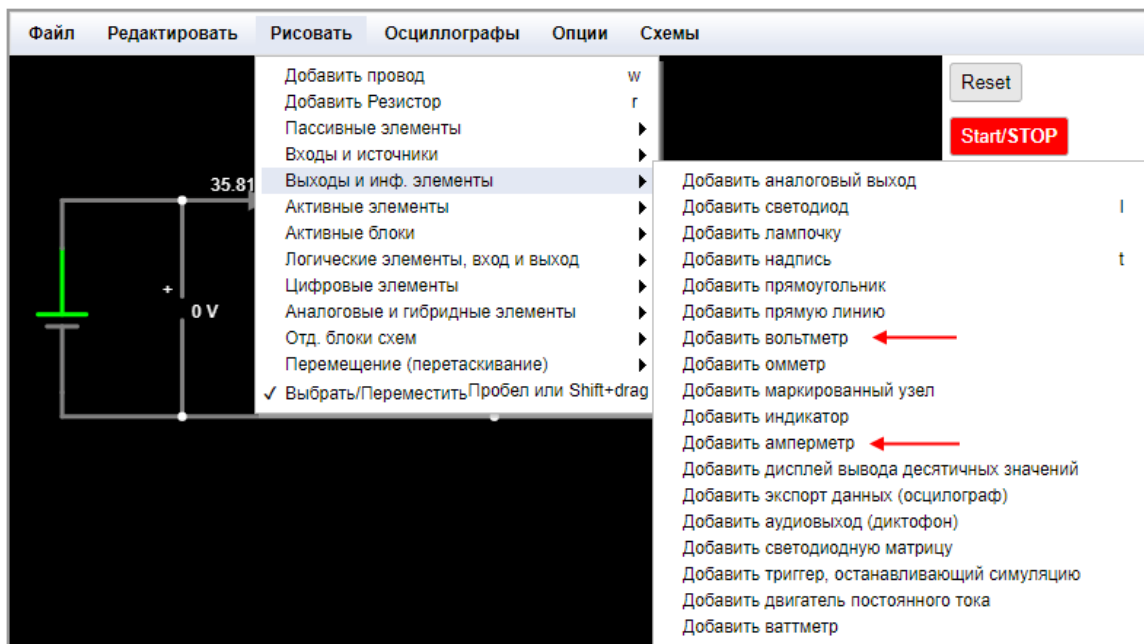 Файл Редактировать Рисовать Осциллографы Опции Схемы
Добавить провод w
Добавить Резистор r
Пассивные элементы
Входы и источники
Выходы и инф. элементы
Активные элементы
Активные блоки
Логические элементы, вход и выход
Цифровые элементы
Аналоговые и гибридные элементы
Отд. блоки схем
Перемещение (перетаскивание)
✓ Выбрать/Переместить Пробел или Shift+drag
Reset
Start/STOP
Добавить аналоговый выход
Добавить светодиод l
Добавить лампочку
Добавить надпись t
Добавить прямоугольник
Добавить прямую линию
Добавить вольтметр
Добавить омметр
Добавить маркированный узел
Добавить индикатор
Добавить амперметр
Добавить дисплей вывода десятичных значений
Добавить экспорт данных (осцилограф)
Добавить аудиовыход (диктофон)
Добавить светодиодную матрицу
Добавить триггер, останавливающий симуляцию
Добавить двигатель постоянного тока
Добавить ваттметр
35.81
+
0 V